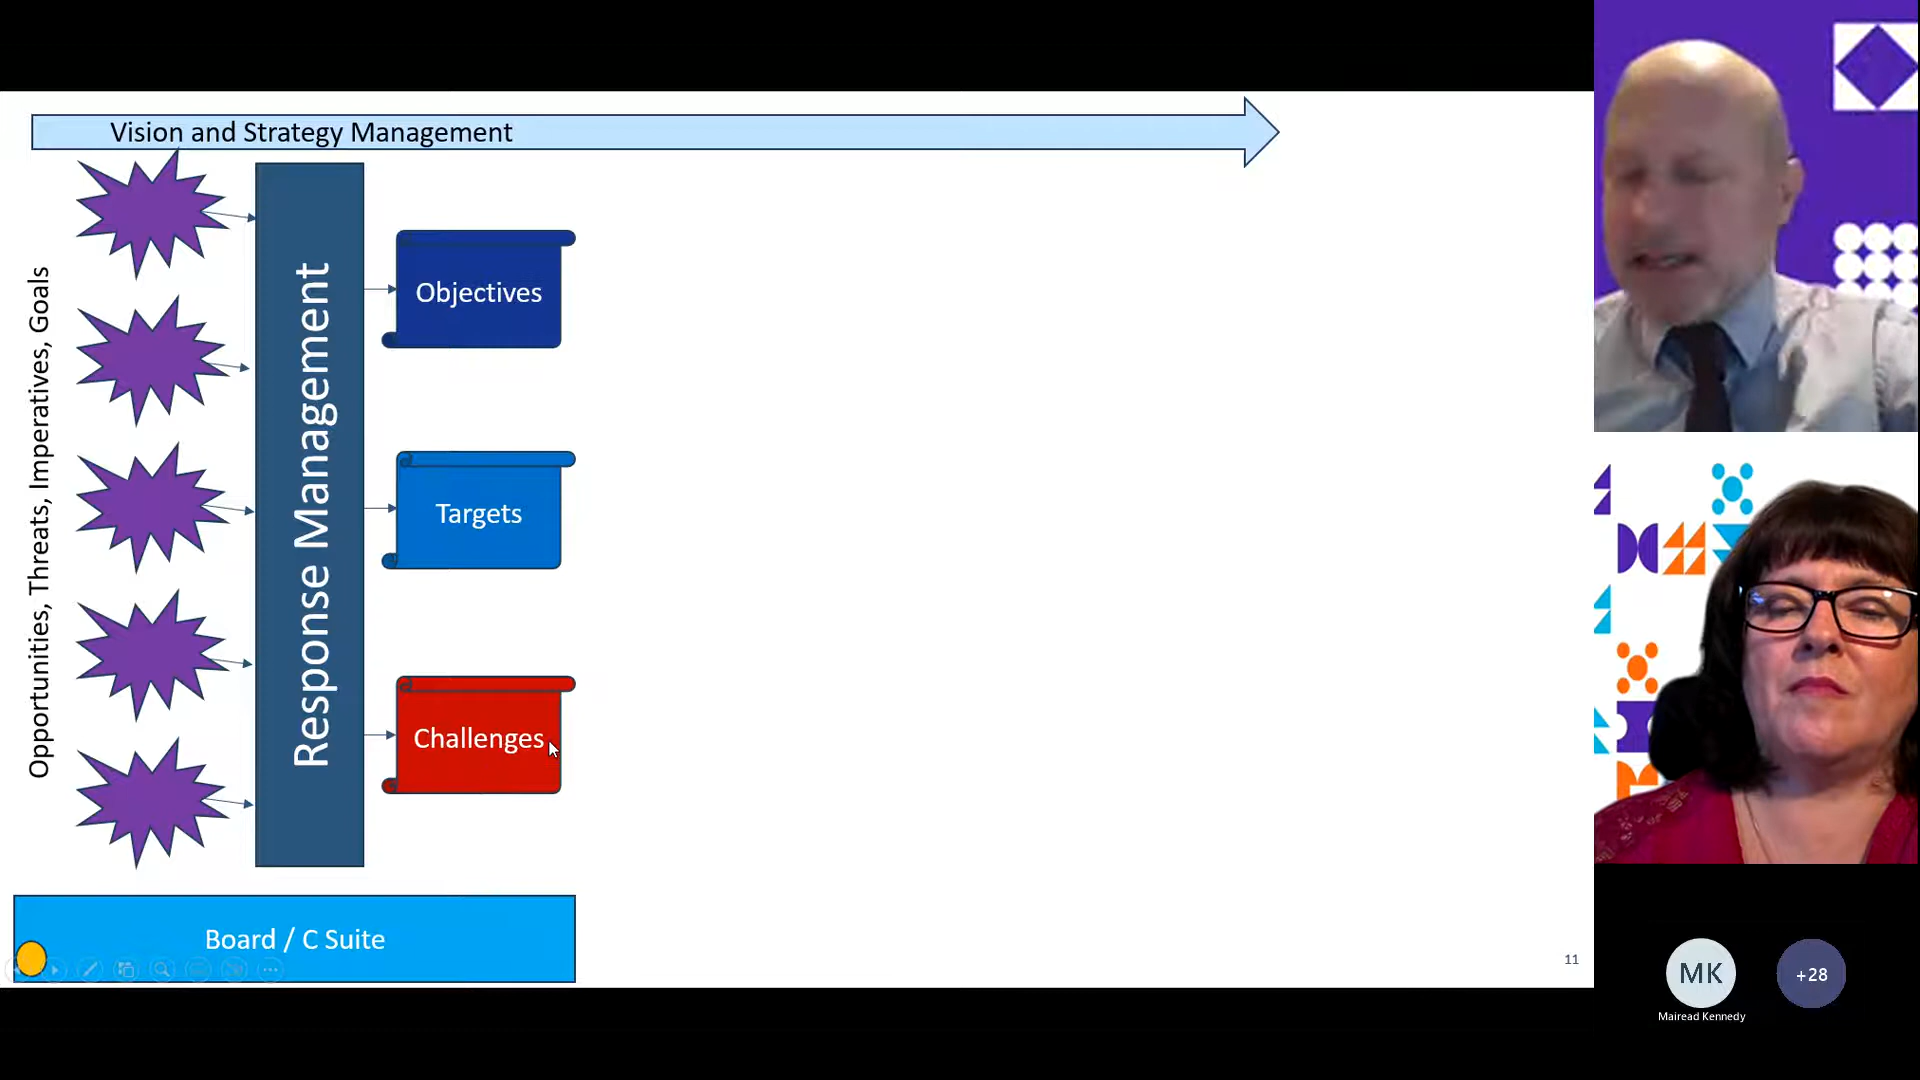 Vision and Strategy Management
Opportunities, Threats, Imperatives, Goals
Response Management
Objectives
Targets
Challenges
Board / C Suite
11
MK
+28
Mairead Kennedy